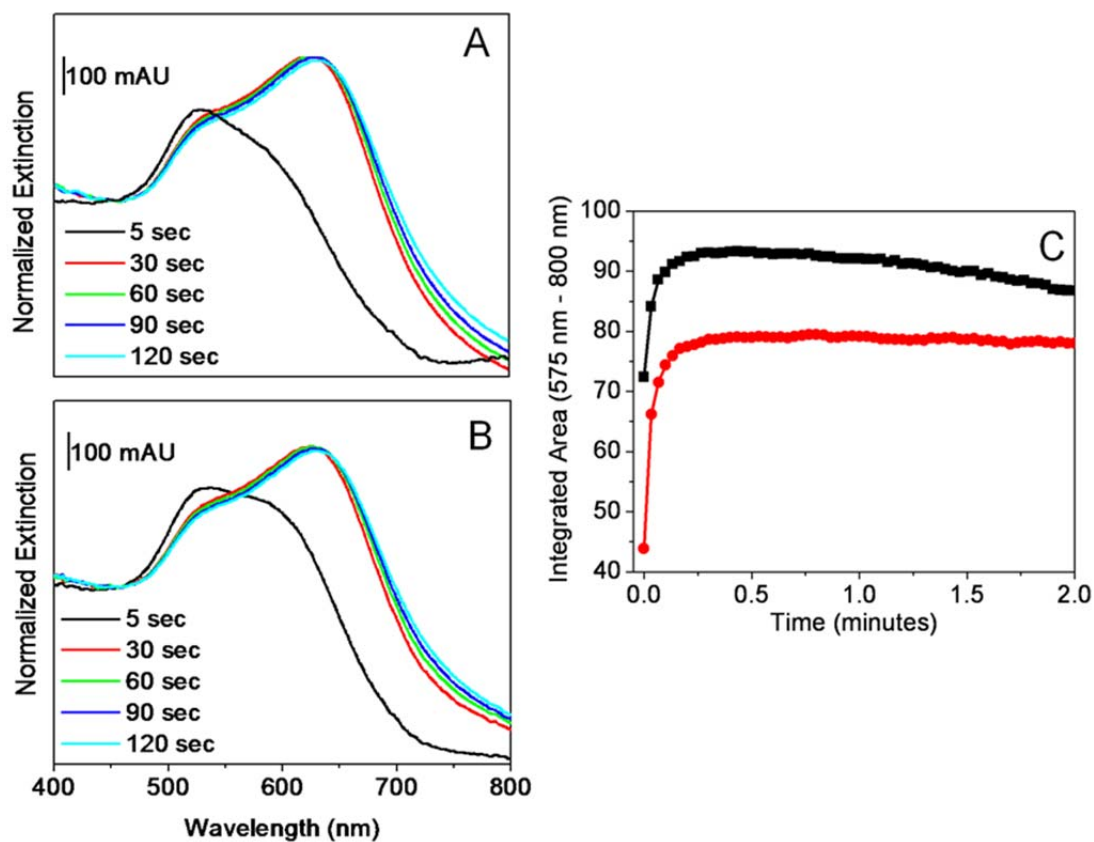 A
100 mAU
Normalized Extinction
5 sec
30 sec
60 sec
90 sec
120 sec
B
100 mAU
Normalized Extinction
5 sec
30 sec
60 sec
90 sec
120 sec
400 500 600 700 800
Wavelength (nm)
C
Integrated Area (575 nm - 800 nm)
100
90
80
70
60
50
40
0.0 0.5 1.0 1.5 2.0
Time (minutes)